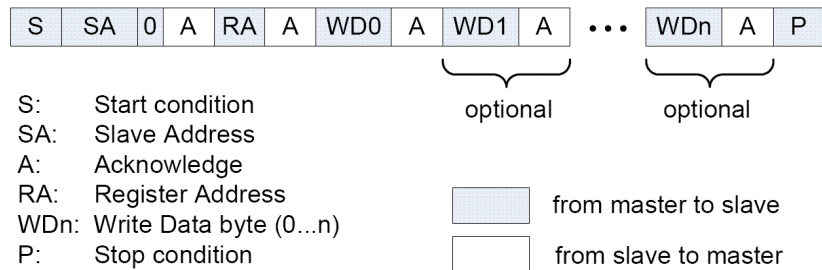 S SA 0 A RA A WD0 A WD1 A ••• WDn A P
optional optional
S: Start condition
SA: Slave Address
A: Acknowledge
RA: Register Address
WDn: Write Data byte (0...n)
P: Stop condition
from master to slave
from slave to master